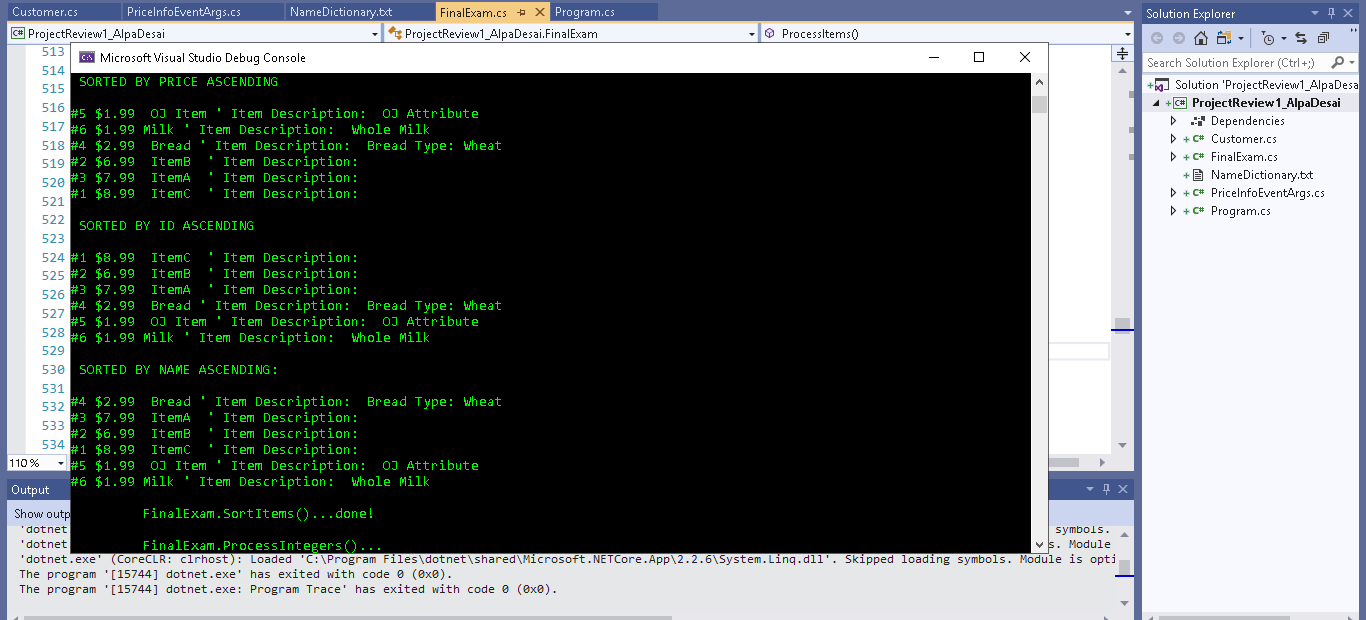 Customer.cs PriceInfoEventArgs.cs NameDictionary.txt FinalExam.cs Program.cs
ProjectReview1_AlpaDesai ProjectReview1_AlpaDesai.FinalExam ProcessItems()
513
514
515
516
517
518
519
520
521
522
523
524
525
526
527
528
529
530
531
532
533
534
110 %
Microsoft Visual Studio Debug Console
SORTED BY PRICE ASCENDING
#5 $1.99  OJ Item ' Item Description:  OJ Attribute
#6 $1.99 Milk ' Item Description:  Whole Milk
#4 $2.99  Bread ' Item Description:  Bread Type: Wheat
#2 $6.99  ItemB  ' Item Description:
#3 $7.99  ItemA  ' Item Description:
#1 $8.99  ItemC  ' Item Description:
SORTED BY ID ASCENDING
#1 $8.99  ItemC  ' Item Description:
#2 $6.99  ItemB  ' Item Description:
#3 $7.99  ItemA  ' Item Description:
#4 $2.99  Bread ' Item Description:  Bread Type: Wheat
#5 $1.99  OJ Item ' Item Description:  OJ Attribute
#6 $1.99 Milk ' Item Description:  Whole Milk
SORTED BY NAME ASCENDING:
#4 $2.99  Bread ' Item Description:  Bread Type: Wheat
#3 $7.99  ItemA  ' Item Description:
#2 $6.99  ItemB  ' Item Description:
#1 $8.99  ItemC  ' Item Description:
#5 $1.99  OJ Item ' Item Description:  OJ Attribute
#6 $1.99 Milk ' Item Description:  Whole Milk
FinalExam.SortItems()...done!
FinalExam.ProcessIntegers()...
Output
Show outp
'dotnet symbols.
'dotnet s. Module
'dotnet.exe' (CoreCLR: clrhost): Loaded 'C:\Program Files\dotnet\shared\Microsoft.NETCore.App\2.2.6\System.Linq.dll'. Skipped loading symbols. Module is opti
The program '[15744] dotnet.exe' has exited with code 0 (0x0).
The program '[15744] dotnet.exe: Program Trace' has exited with code 0 (0x0).
Solution Explorer
Search Solution Explorer (Ctrl+;)
Solution 'ProjectReview1_AlpaDesa
C# ProjectReview1_AlpaDesai
Dependencies
C# Customer.cs
C# FinalExam.cs
NameDictionary.txt
C# PriceInfoEventArgs.cs
C# Program.cs